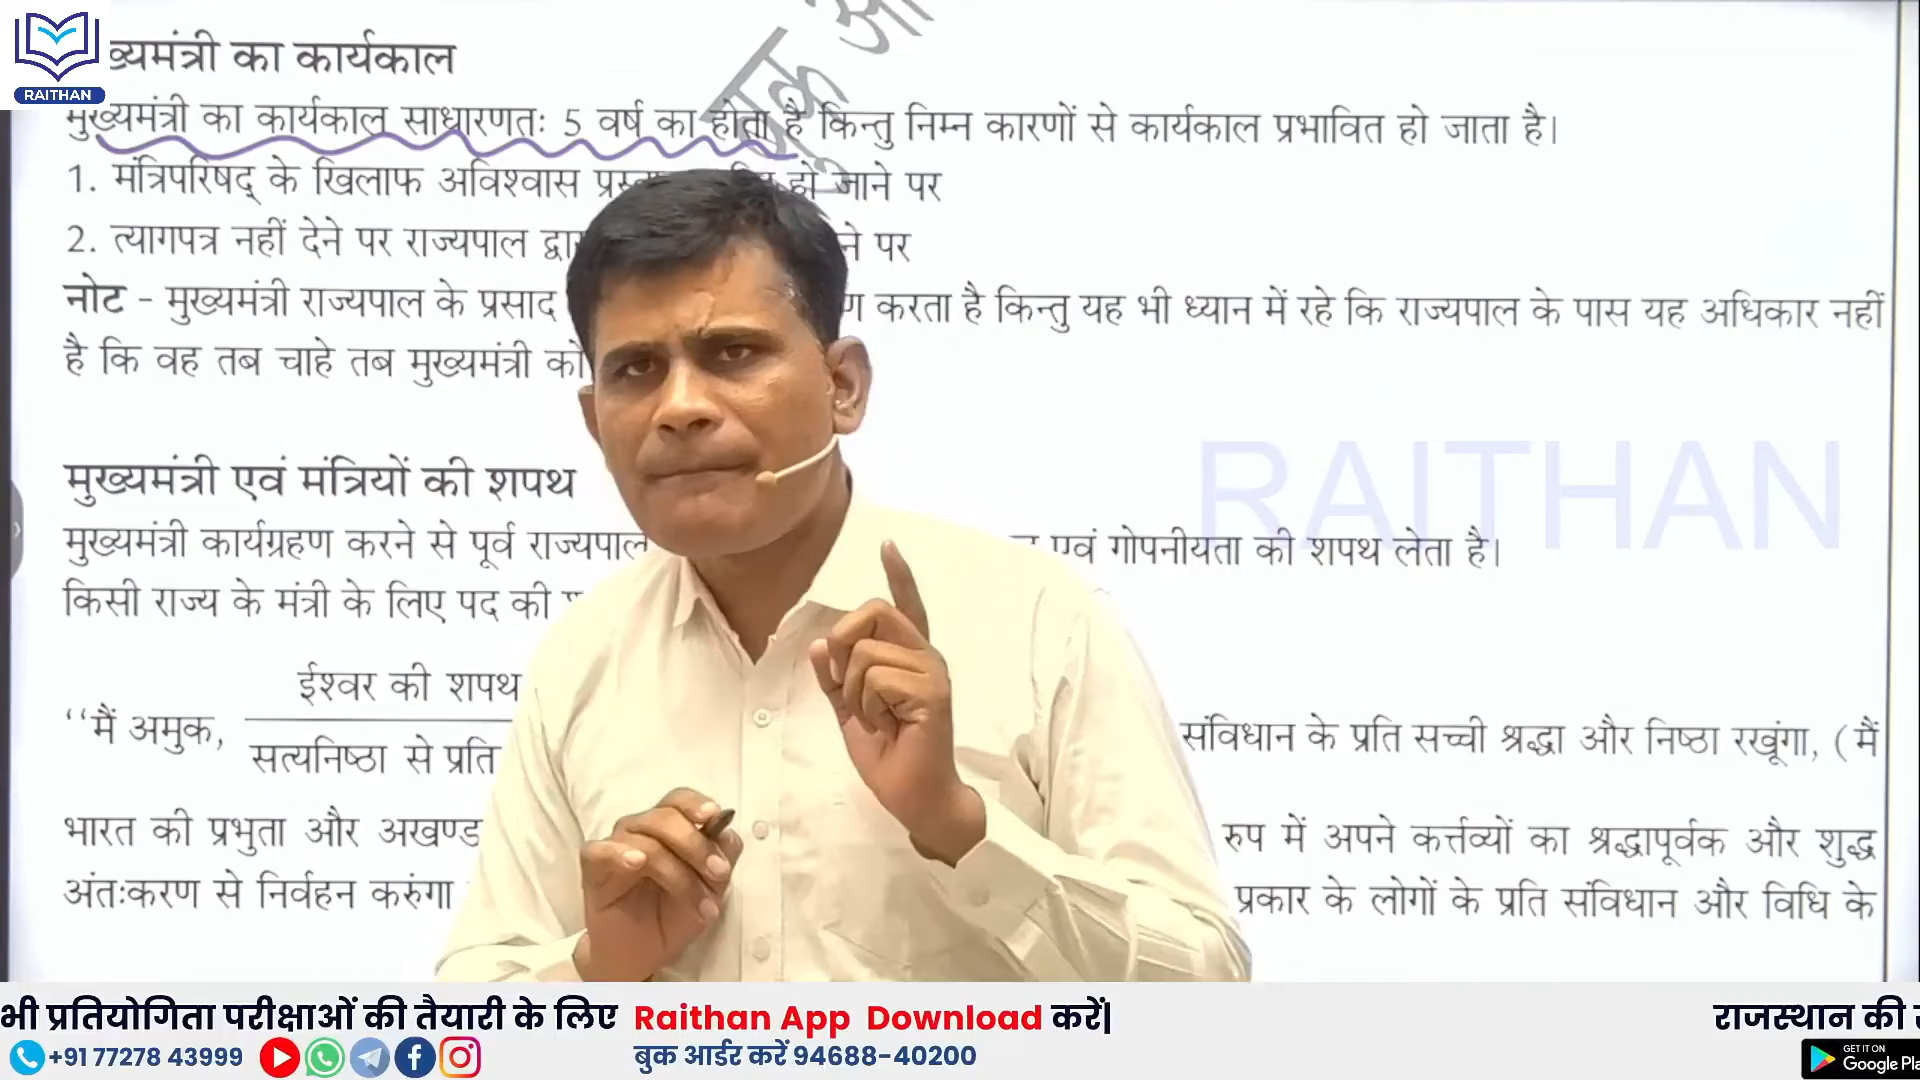 RAITHAN
ख्यमंत्री का कार्यकाल
मुख्यमंत्री का कार्यकाल साधारणतः 5 वर्ष का होता है किन्तु निम्न कारणों से कार्यकाल प्रभावित हो जाता है।
1. मंत्रिपरिषद् के खिलाफ अविश्वास हो जाने पर
2. त्यागपत्र नहीं देने पर राज्यपाल पर
नोट - मुख्यमंत्री राज्यपाल के प्रसाद करता है किन्तु यह भी ध्यान में रहे कि राज्यपाल के पास यह अधिकार नहीं
है कि वह तब चाहे तब मुख्यमंत्री को
मुख्यमंत्री एवं मंत्रियों की शपथ
मुख्यमंत्री कार्यग्रहण करने से पूर्व राज्यपाल एवं गोपनीयता की शपथ लेता है।
RAITHAN
किसी राज्य के मंत्री के लिए पद की
ईश्वर की शपथ
‘‘मैं अमुक, संविधान के प्रति सच्ची श्रद्धा और निष्ठा रखूंगा, (मैं
सत्यनिष्ठा से प्रति
भारत की प्रभुता और अखण्ड रुप में अपने कर्त्तव्यों का श्रद्धापूर्वक और शुद्ध
अंतःकरण से निर्वहन करुंगा प्रकार के लोगों के प्रति संविधान और विधि के
भी प्रतियोगिता परीक्षाओं की तैयारी के लिए Raithan App Download करें|
राजस्थान की
+91 77278 43999
बुक आर्डर करें 94688-40200
GET IT ON
Google Pla